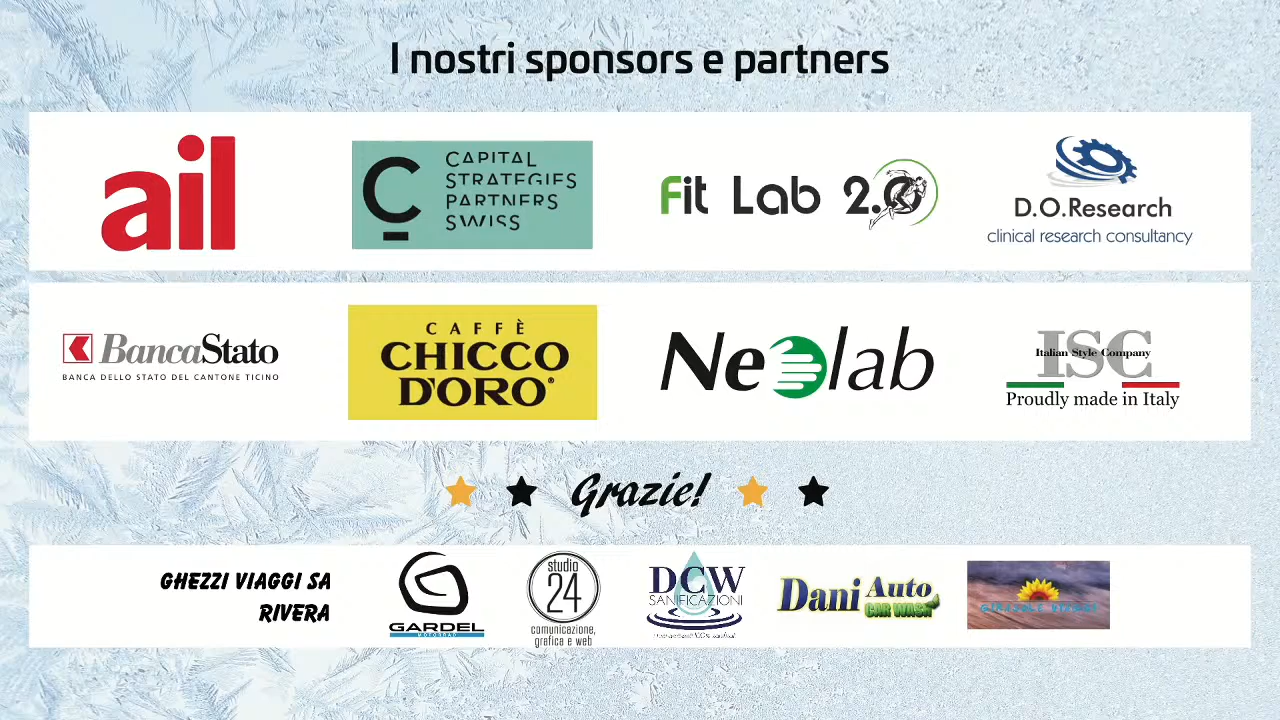 I nostri sponsors e partners
ail
CAPITAL
STRATEGIES
PARTNERS
SWISS
Fit Lab 2.0
D.O.Research
clinical research consultancy
BancaStato
BANCA DELLO STATO DEL CANTONE TICINO
CAFFÈ
CHICCO
D'ORO®
Neolab
ISC
Italian Style Company
Proudly made in Italy
Grazie!
GHEZZI VIAGGI SA
RIVERA
GARDEL
MOTORRAD
studio
24
comunicazione,
grafica e web
DCW
SANIFICAZIONI
Dani Auto
CAR WASH